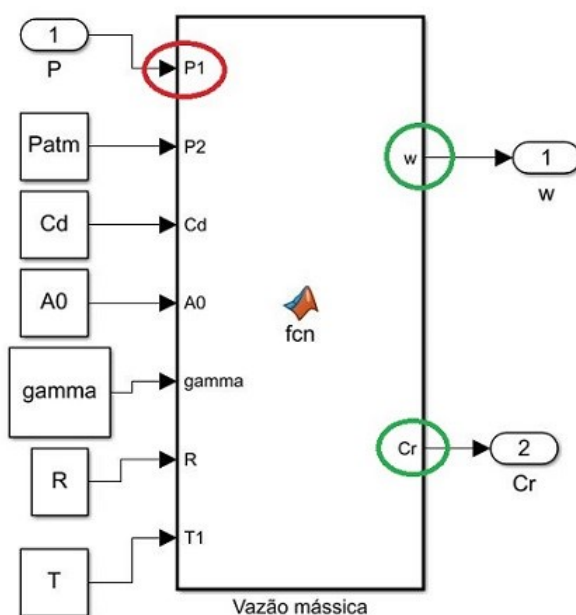 1
P
P1
Patm
P2
w
1
w
Cd
Cd
A0
A0
fcn
gamma
gamma
R
R
Cr
2
Cr
T
T1
Vazão mássica